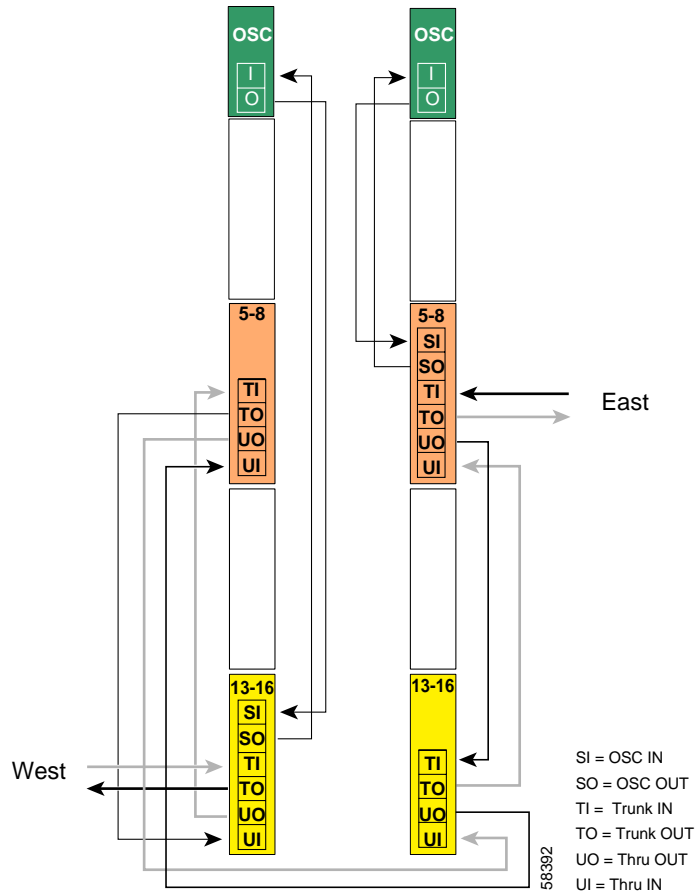 OSC
I
O
OSC
I
O
5-8
TI
TO
UO
UI
5-8
SI
SO
TI
TO
UO
UI
East
13-16
SI
SO
TI
TO
UO
UI
West
13-16
TI
TO
UO
UI
SI = OSC IN
SO = OSC OUT
TI = Trunk IN
TO = Trunk OUT
UO = Thru OUT
UI = Thru IN
58392